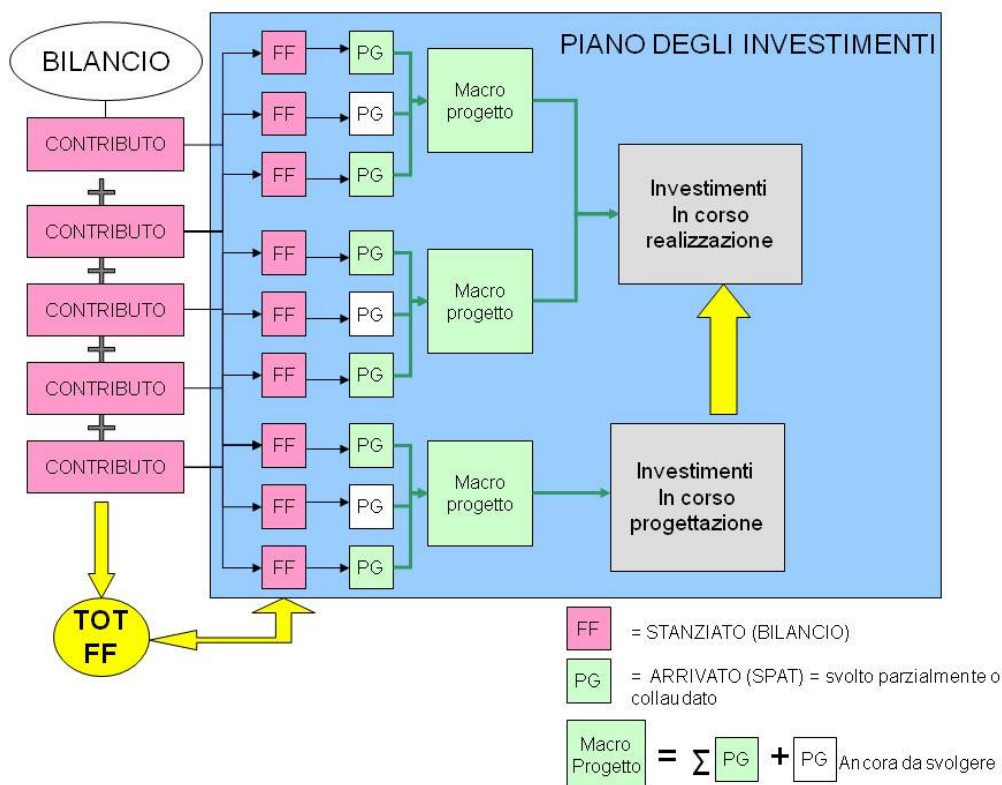 BILANCIO
PIANO DEGLI INVESTIMENTI
CONTRIBUTO
+
CONTRIBUTO
+
CONTRIBUTO
+
CONTRIBUTO
+
CONTRIBUTO
TOT
FF
FF
PG
FF
PG
FF
PG
Macro
progetto
FF
PG
FF
PG
FF
PG
Macro
progetto
FF
PG
FF
PG
FF
PG
Macro
progetto
Investimenti
In corso
realizzazione
Investimenti
In corso
progettazione
FF = STANZIATO (BILANCIO)
PG = ARRIVATO (SPAT) = svolto parzialmente o
collaudato
Macro
Progetto = ∑ PG + PG Ancora da svolgere